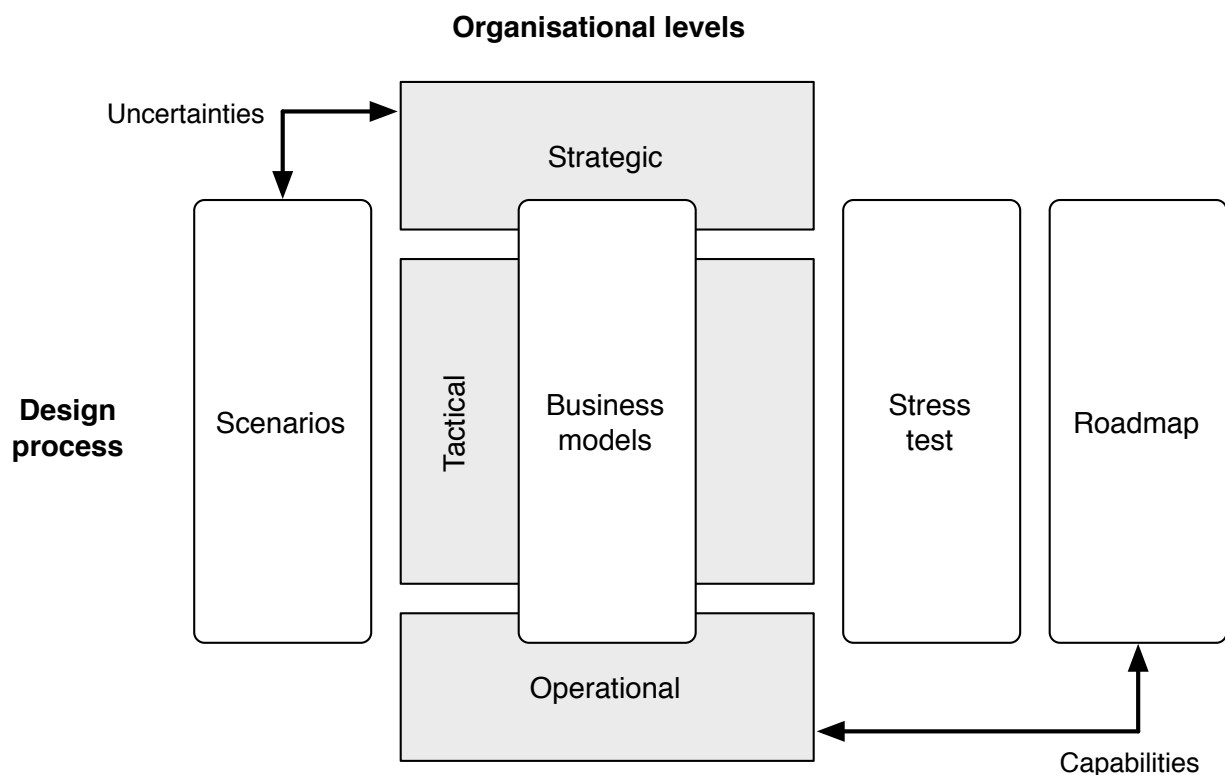 Organisational levels
Uncertainties
Strategic
Design
process
Scenarios
Tactical
Business
models
Stress
test
Roadmap
Operational
Capabilities